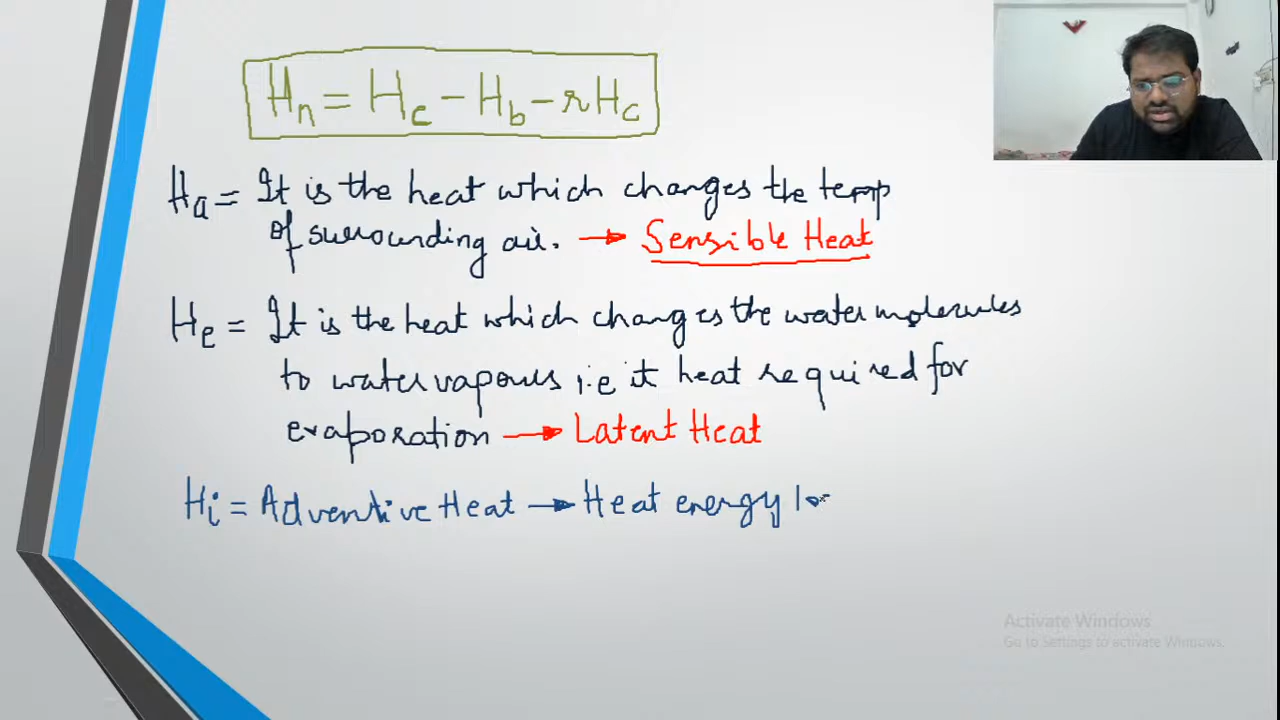 Hn = Hc - Hb - rHc
Ha = It is the heat which changes the temp
of surrounding air. → Sensible Heat
He = It is the heat which changes the water molecules
to water vapours i.e it heat required for
evaporation → Latent Heat
Hi = Adventive Heat → Heat energy lo
Activate Windows
Go to Settings to activate Windows.